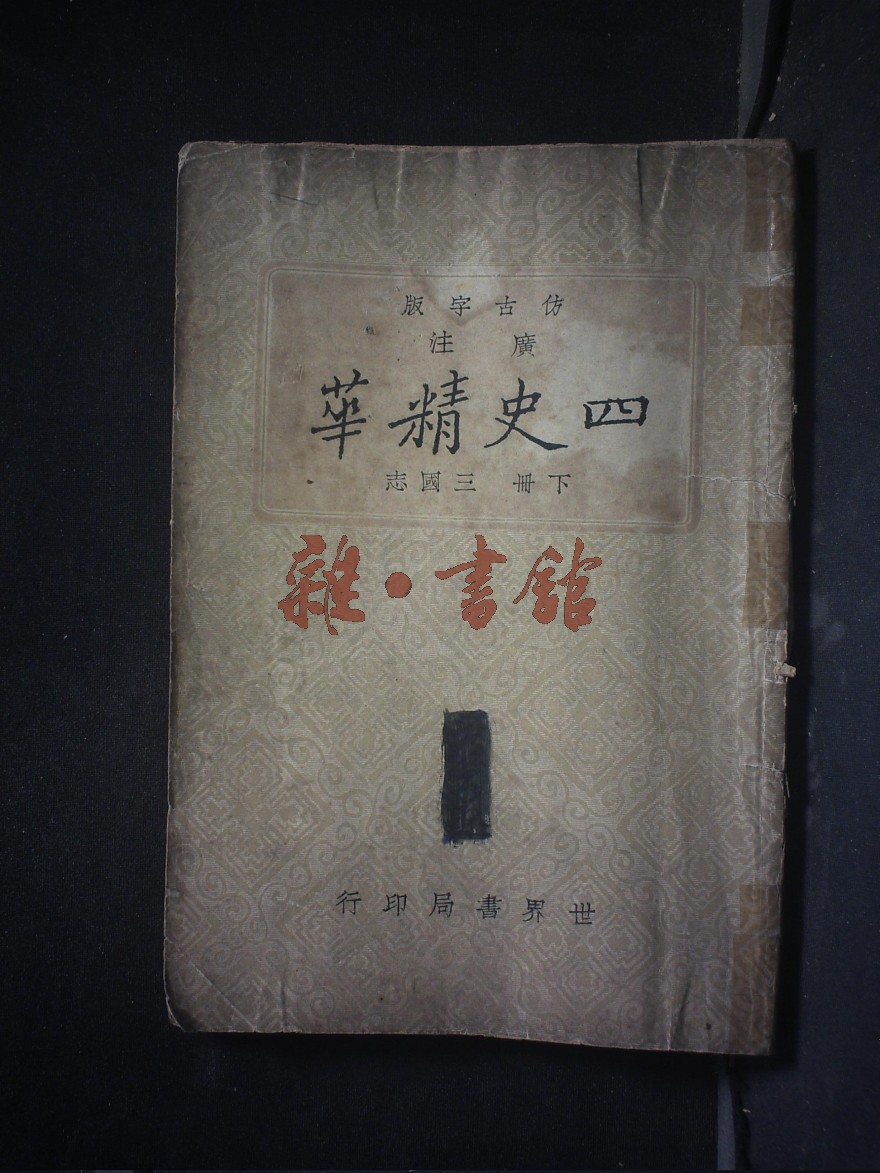 仿古字版
廣注
四史精華
下冊 三國志
雜·書館
世界書局印行